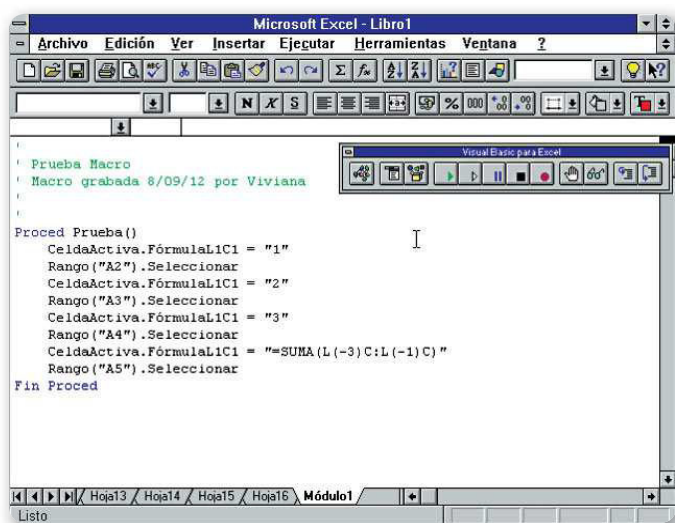 Microsoft Excel - Libro1
Archivo Edición Ver Insertar Ejecutar Herramientas Ventana ?
N K S % 000
Visual Basic para Excel
'
' Prueba Macro
' Macro grabada 8/09/12 por Viviana
'
'
Proced Prueba()
CeldaActiva.FórmulaL1C1 = "1"
Rango("A2").Seleccionar
CeldaActiva.FórmulaL1C1 = "2"
Rango("A3").Seleccionar
CeldaActiva.FórmulaL1C1 = "3"
Rango("A4").Seleccionar
CeldaActiva.FórmulaL1C1 = "=SUMA(L(-3)C:L(-1)C)"
Rango("A5").Seleccionar
Fin Proced
Hoja13 / Hoja14 / Hoja15 / Hoja16 \ Módulo1 /
Listo